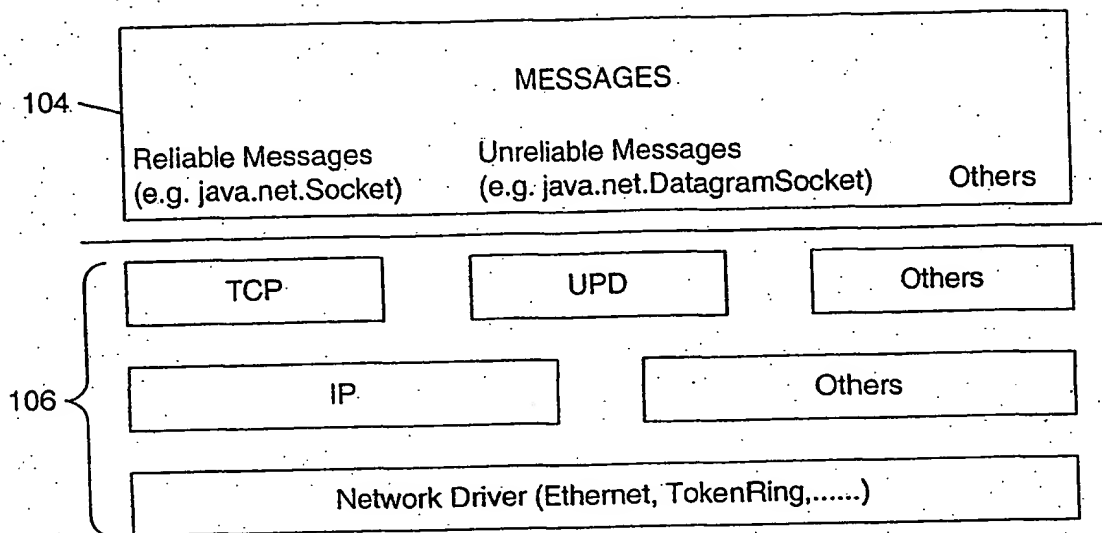 MESSAGES
104
Reliable Messages
(e.g. java.net.Socket)
Unreliable Messages
(e.g. java.net.DatagramSocket)
Others
TCP
UPD
Others
106
IP
Others
Network Driver (Ethernet, TokenRing,......)